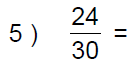 5 ) 24/30 =